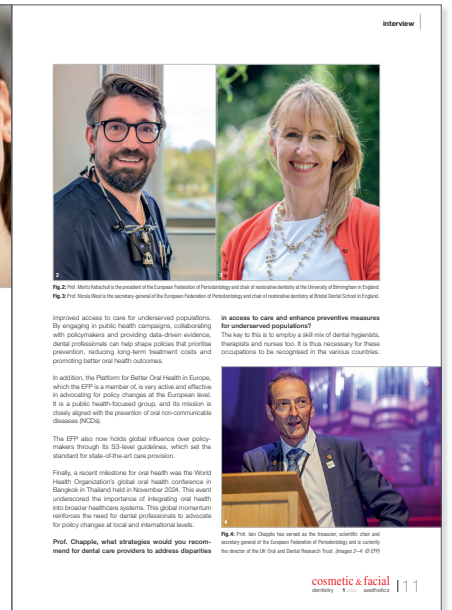 interview
2
3
Fig. 2: Prof. Moritz Kebschull is the president of the European Federation of Periodontology and chair of restorative dentistry at the University of Birmingham in England.
Fig. 3: Prof. Nicola West is the secretary-general of the European Federation of Periodontology and chair of restorative dentistry at Bristol Dental School in England.
improved access to care for underserved populations.
By engaging in public health campaigns, collaborating
with policymakers and providing data-driven evidence,
dental professionals can help shape policies that prioritise
prevention, reducing long-term treatment costs and
promoting better oral health outcomes.
In addition, the Platform for Better Oral Health in Europe,
which the EFP is a member of, is very active and effective
in advocating for policy changes at the European level.
It is a public health-focused group, and its mission is
closely aligned with the prevention of oral non-communicable
diseases (NCDs).
The EFP also now holds global influence over policy-
makers through its S3-level guidelines, which set the
standard for state-of-the-art care provision.
Finally, a recent milestone for oral health was the World
Health Organization's global oral health conference in
Bangkok in Thailand held in November 2024. This event
underscored the importance of integrating oral health
into broader healthcare systems. This global momentum
reinforces the need for dental professionals to advocate
for policy changes at local and international levels.
Prof. Chapple, what strategies would you recom-
mend for dental care providers to address disparities
in access to care and enhance preventive measures
for underserved populations?
The key to this is to employ a skill mix of dental hygienists,
therapists and nurses too. It is thus necessary for these
occupations to be recognised in the various countries.
4
Fig. 4: Prof. Iain Chapple has served as the treasurer, scientific chair and
secretary general of the European Federation of Periodontology and is currently
the director of the UK Oral and Dental Research Trust. (Images 2–4: © EFP)
cosmetic & facial
dentistry 1 aesthetics
11